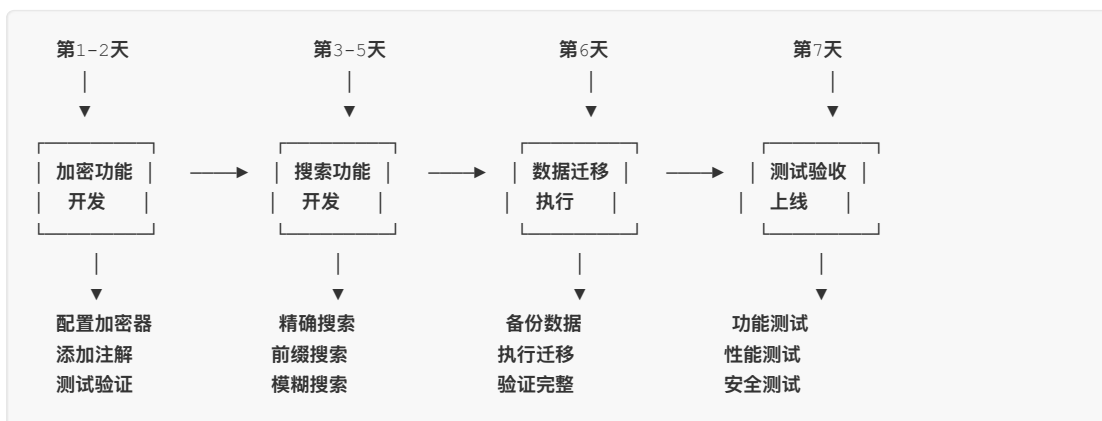 第1-2天 第3-5天 第6天 第7天
加密功能 搜索功能 数据迁移 测试验收
开发 开发 执行 上线
配置加密器 精确搜索 备份数据 功能测试
添加注解 前缀搜索 执行迁移 性能测试
测试验证 模糊搜索 验证完整 安全测试